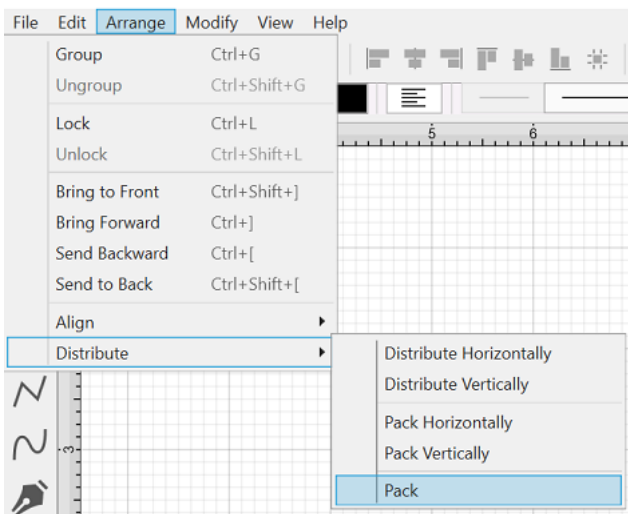 File Edit Arrange Modify View Help
Group Ctrl+G
Ungroup Ctrl+Shift+G
Lock Ctrl+L
Unlock Ctrl+Shift+L
Bring to Front Ctrl+Shift+]
Bring Forward Ctrl+]
Send Backward Ctrl+[
Send to Back Ctrl+Shift+[
Align
Distribute
Distribute Horizontally
Distribute Vertically
Pack Horizontally
Pack Vertically
Pack
5 6
3